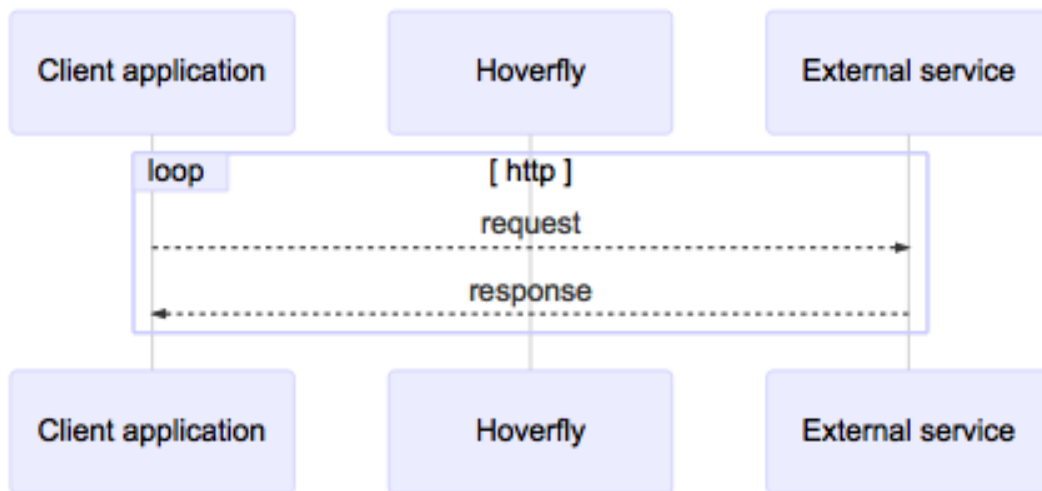 Client application
Hoverfly
External service
loop
[ http ]
request
response
Client application
Hoverfly
External service